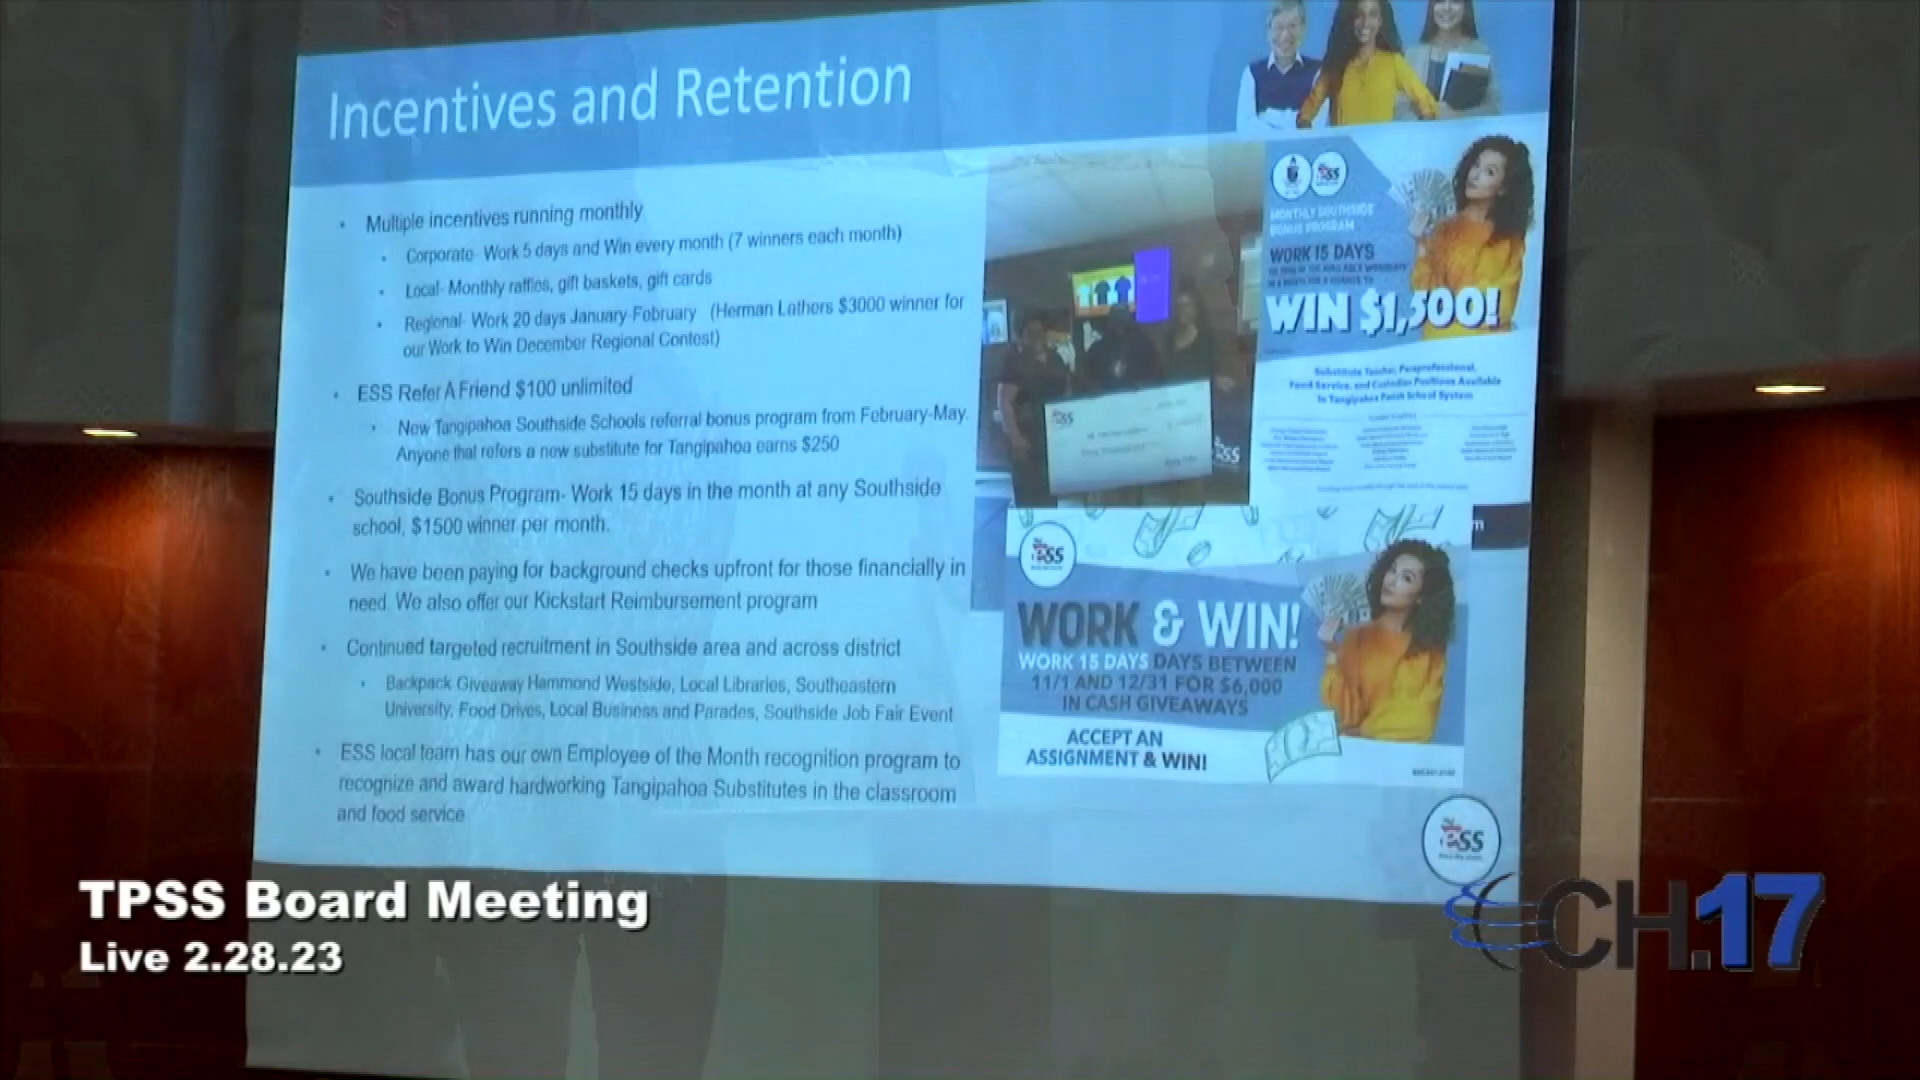 Incentives and Retention
Multiple incentives running monthly
Corporate- Work 5 days and Win every month (7 winners each month)
Local- Monthly raffles, gift baskets, gift cards
Regional- Work 20 days January-February (Herman Lathers $3000 winner for
our Work to Win December Regional Contest)
ESS Refer A Friend $100 unlimited
New Tangipahoa Southside Schools referral bonus program from February-May.
Anyone that refers a new substitute for Tangipahoa earns $250
Southside Bonus Program- Work 15 days in the month at any Southside
school, $1500 winner per month.
We have been paying for background checks upfront for those financially in
need. We also offer our Kickstart Reimbursement program
Continued targeted recruitment in Southside area and across district
Backpack Giveaway Hammond Westside, Local Libraries, Southeastern
University, Food Drives, Local Business and Parades, Southside Job Fair Event
ESS local team has our own Employee of the Month recognition program to
recognize and award hardworking Tangipahoa Substitutes in the classroom
and food service
ESS
MONTHLY SOUTHSIDE
BONUS PROGRAM
WORK 15 DAYS
WIN $1,500!
Substitute Teacher, Paraprofessional,
Food Service, and Custodian Positions Available
In Tangipahoa Parish School System
ESS
ESS
ESS
WORK & WIN!
WORK 15 DAYS DAYS BETWEEN
11/1 AND 12/31 FOR $6,000
IN CASH GIVEAWAYS
ACCEPT AN
ASSIGNMENT & WIN!
ESS
TPSS Board Meeting
Live 2.28.23
CH.17